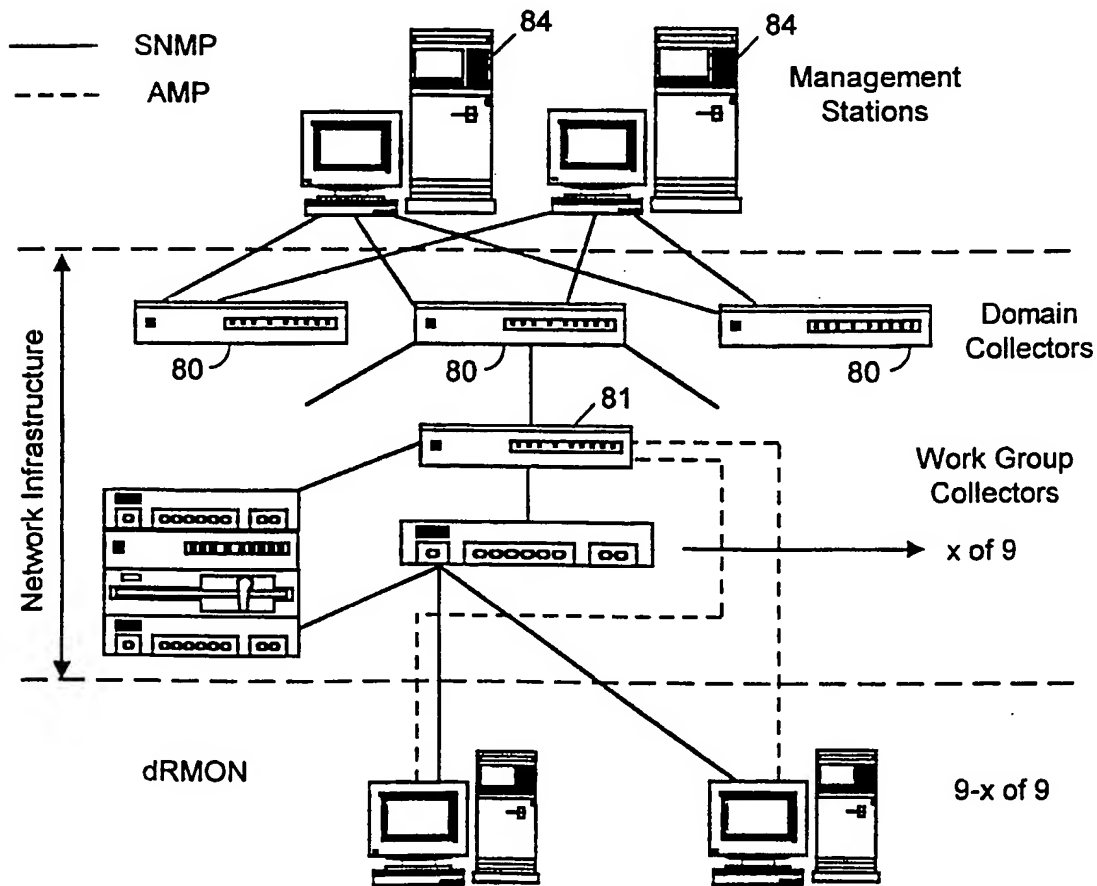 SNMP
AMP
84
84
Management
Stations
Network Infrastructure
80
80
80
Domain
Collectors
81
Work Group
Collectors
x of 9
dRMON
9-x of 9